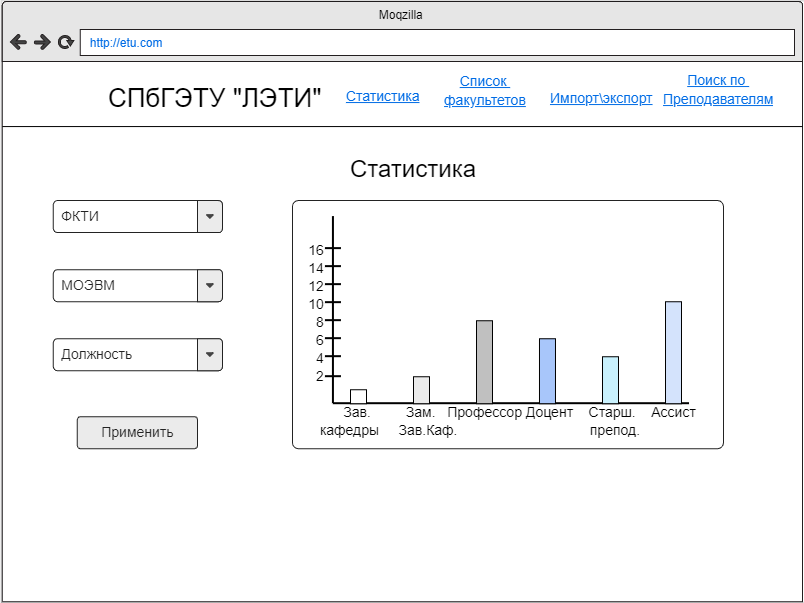 Moqzilla
http://etu.com
СПбГЭТУ "ЛЭТИ"
Статистика
Список
факультетов
Импорт\экспорт
Поиск по
Преподавателям
Статистика
ФКТИ
МОЭВМ
Должность
Применить
16
14
12
10
8
6
4
2
Зав.
кафедры
Зам.
Зав.Каф.
Профессор
Доцент
Старш.
препод.
Ассист